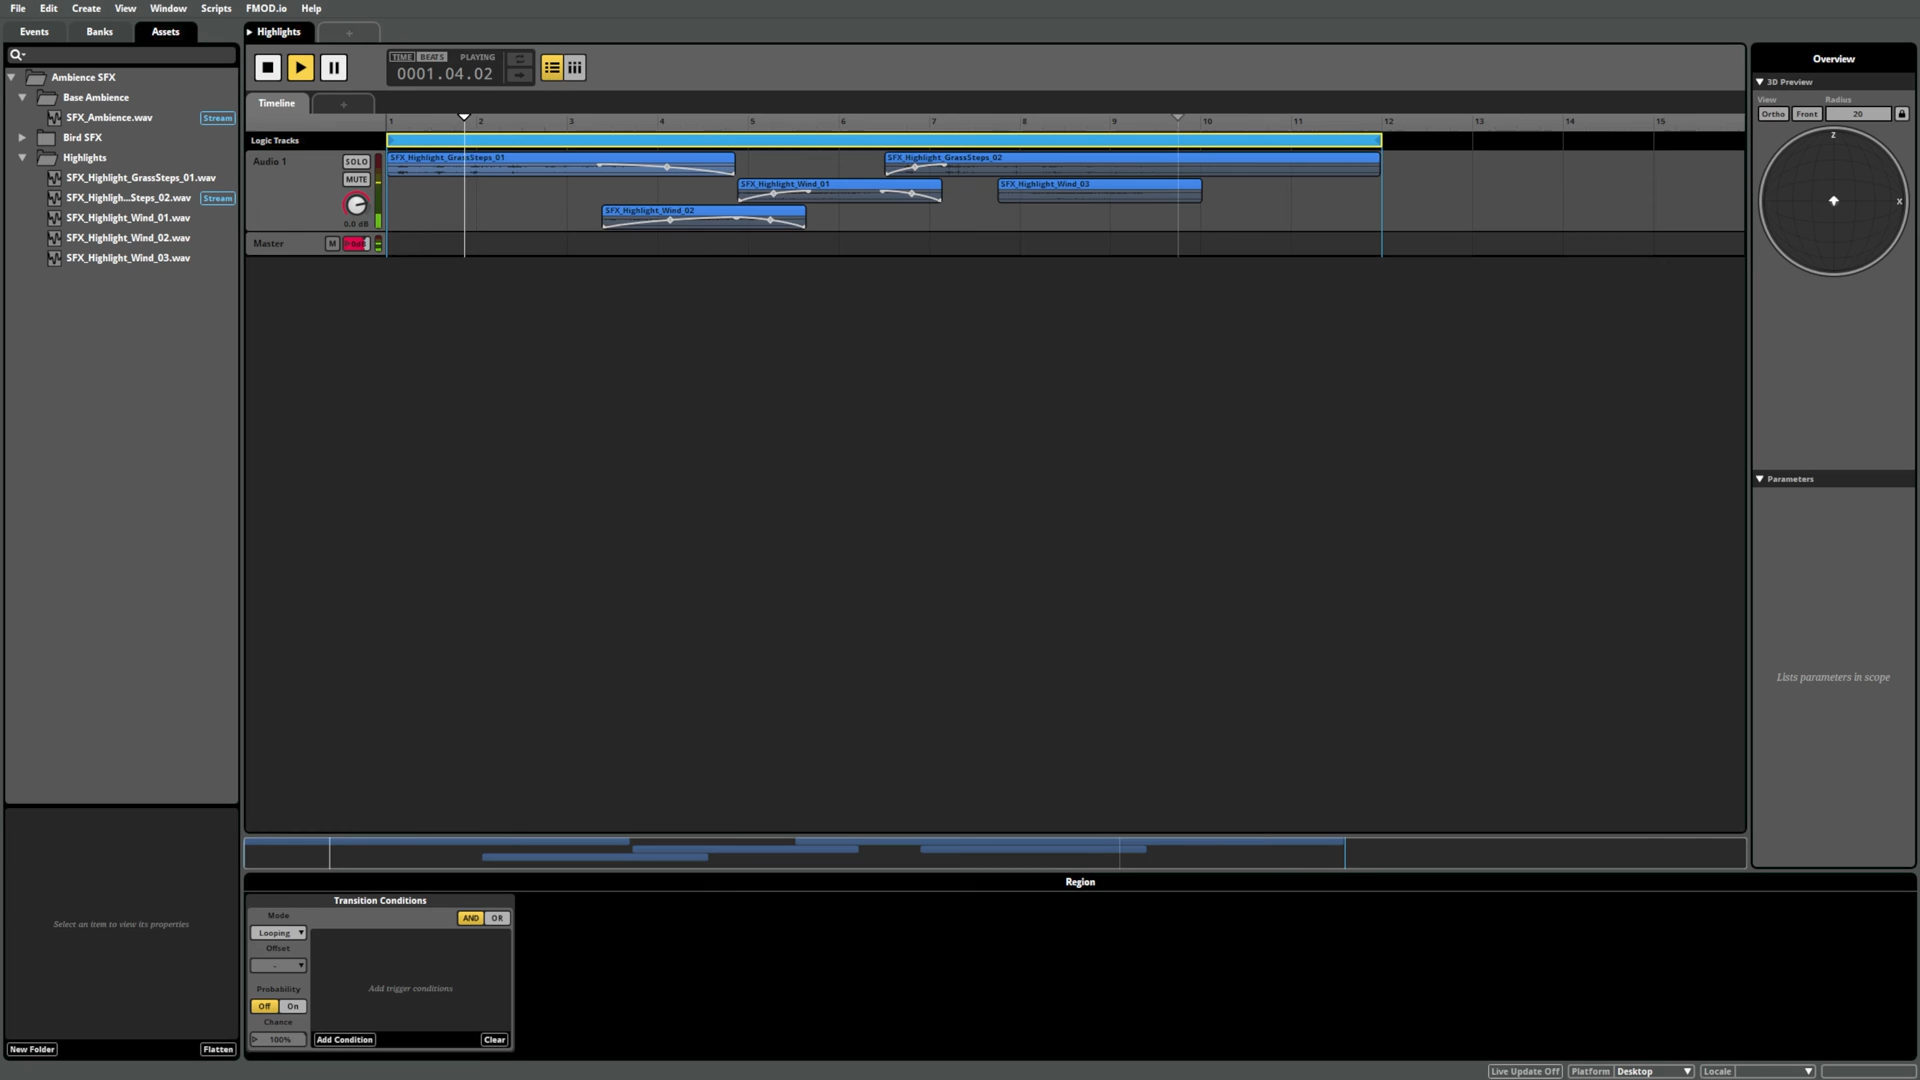 File Edit Create View Window Scripts FMOD.io Help
Events Banks Assets
Highlights
Ambience SFX
Base Ambience
SFX_Ambience.wav Stream
Bird SFX
Highlights
SFX_Highlight_GrassSteps_01.wav
SFX_Highligh...Steps_02.wav Stream
SFX_Highlight_Wind_01.wav
SFX_Highlight_Wind_02.wav
SFX_Highlight_Wind_03.wav
Select an item to view its properties
New Folder Flatten
TIME BEATS PLAYING
0001.04.02
Timeline
1 2 3 4 5 6 7 8 9 10 11 12 13 14 15
Logic Tracks
Audio 1 SOLO
MUTE
0.0 dB
SFX_Highlight_GrassSteps_01 SFX_Highlight_GrassSteps_02
SFX_Highlight_Wind_01 SFX_Highlight_Wind_03
SFX_Highlight_Wind_02
Master M
Region
Transition Conditions
Mode AND OR
Looping
Offset
-
Probability
Off On
Chance
100%
Add trigger conditions
Add Condition Clear
Overview
3D Preview
View Radius
Ortho Front 20
Z
X
Parameters
Lists parameters in scope
Live Update Off Platform Desktop Locale